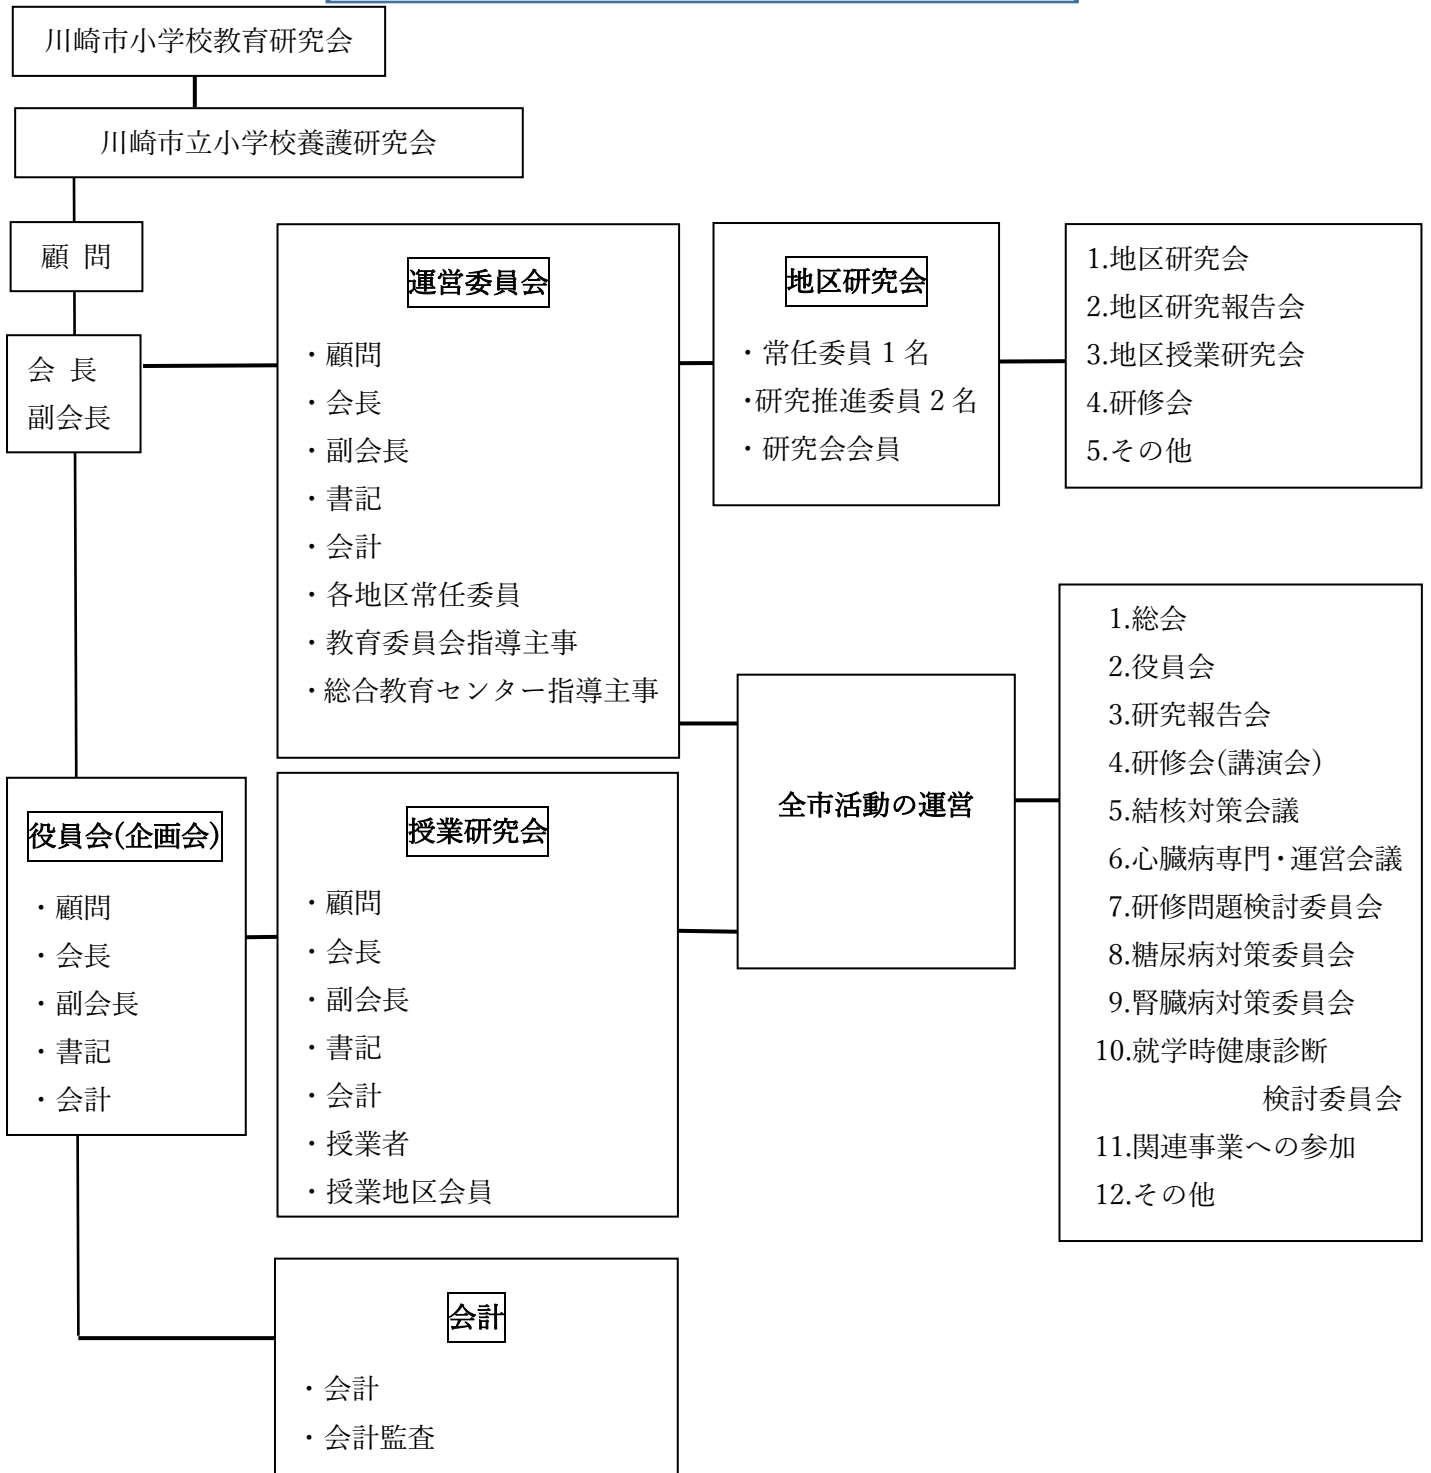 川崎市小学校教育研究会
川崎市立小学校養護研究会
顧 問
会 長
副会長
運営委員会
・顧問
・会長
・副会長
・書記
・会計
・各地区常任委員
・教育委員会指導主事
・総合教育センター指導主事
地区研究会
・常任委員 1 名
・研究推進委員 2 名
・研究会会員
1.地区研究会
2.地区研究報告会
3.地区授業研究会
4.研修会
5.その他
役員会(企画会)
・顧問
・会長
・副会長
・書記
・会計
授業研究会
・顧問
・会長
・副会長
・書記
・会計
・授業者
・授業地区会員
全市活動の運営
1.総会
2.役員会
3.研究報告会
4.研修会(講演会)
5.結核対策会議
6.心臓病専門・運営会議
7.研修問題検討委員会
8.糖尿病対策委員会
9.腎臓病対策委員会
10.就学時健康診断
検討委員会
11.関連事業への参加
12.その他
会計
・会計
・会計監査